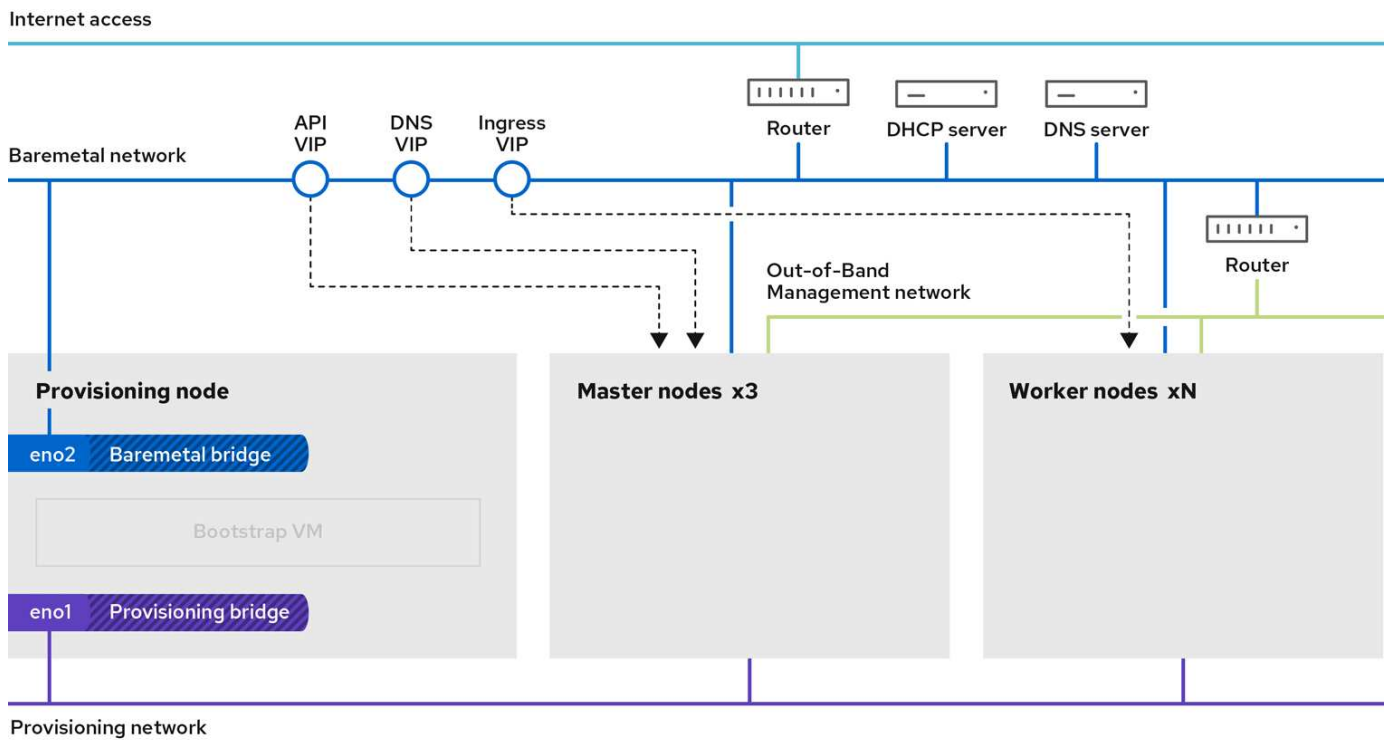 Internet access
API
VIP
DNS
VIP
Ingress
VIP
Router
DHCP server
DNS server
Baremetal network
Router
Out-of-Band
Management network
Provisioning node
Master nodes x3
Worker nodes xN
eno2
Baremetal bridge
Bootstrap VM
eno1
Provisioning bridge
Provisioning network